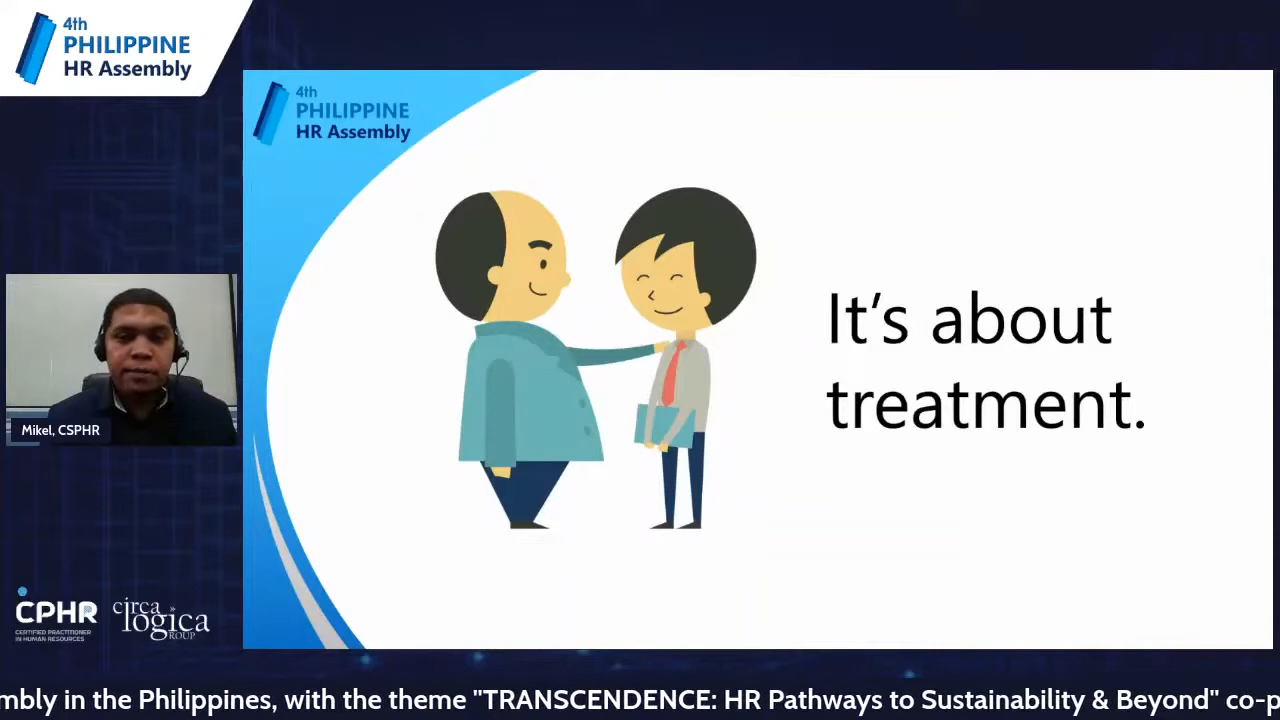 4th
PHILIPPINE
HR Assembly
4th
PHILIPPINE
HR Assembly
It's about
treatment.
Mikel, CSPHR
CPHR
CERTIFIED PRACTITIONER
IN HUMAN RESOURCES
circa »
logica
GROUP
mbly in the Philippines, with the theme "TRANSCENDENCE: HR Pathways to Sustainability & Beyond" co-p